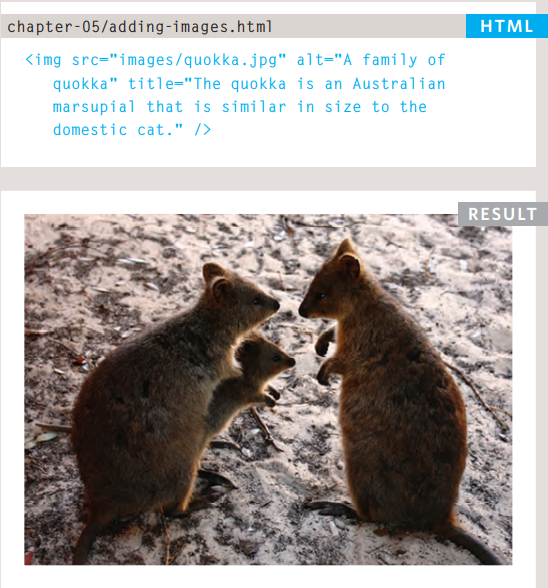 chapter-05/adding-images.html HTML
<img src="images/quokka.jpg" alt="A family of
quokka" title="The quokka is an Australian
marsupial that is similar in size to the
domestic cat." />
RESULT